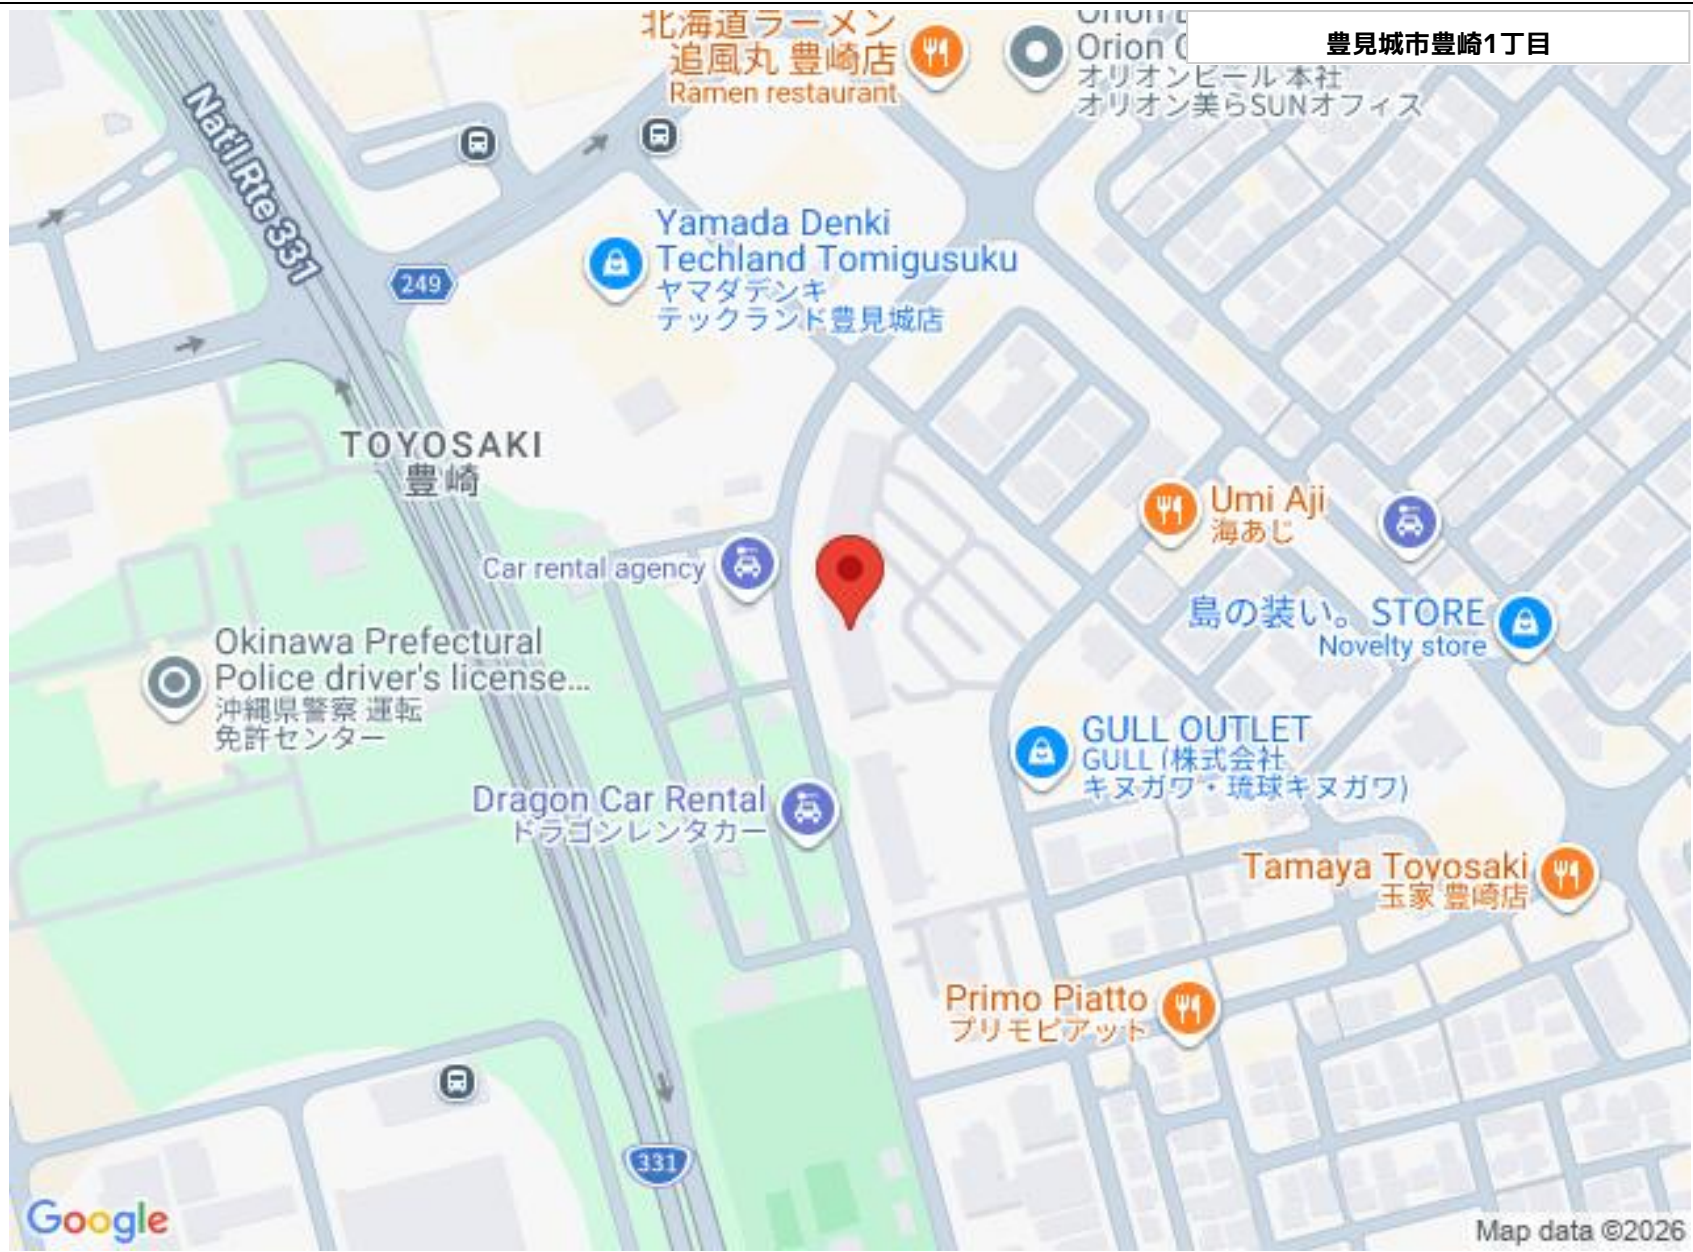 北海道ラーメン
追風丸 豊崎店
Ramen restaurant
Orion
オリオンビール 本社
オリオン美らSUNオフィス
豊見城市豊崎1丁目
Nat'l Rte 331
249
Yamada Denki
Techland Tomigusuku
ヤマダデンキ
テックランド豊見城店
TOYOSAKI
豊崎
Umi Aji
海あじ
Car rental agency
島の装い。STORE
Novelty store
Okinawa Prefectural
Police driver's license...
沖縄県警察 運転
免許センター
GULL OUTLET
GULL (株式会社
キヌガワ・琉球キヌガワ)
Dragon Car Rental
ドラゴンレンタカー
Tamaya Toyosaki
玉家 豊崎店
Primo Piatto
プリモピアット
331
Google
Map data ©2026